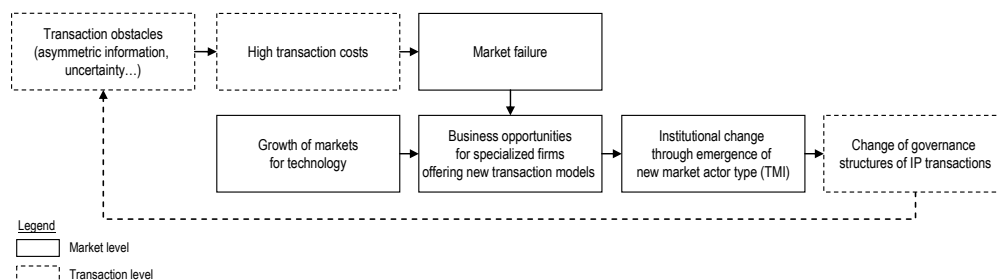 Transaction obstacles
(asymmetric information,
uncertainty…)
High transaction costs
Market failure
Growth of markets
for technology
Business opportunities
for specialized firms
offering new transaction models
Institutional change
through emergence of
new market actor type (TMI)
Change of governance
structures of IP transactions
Legend
Market level
Transaction level